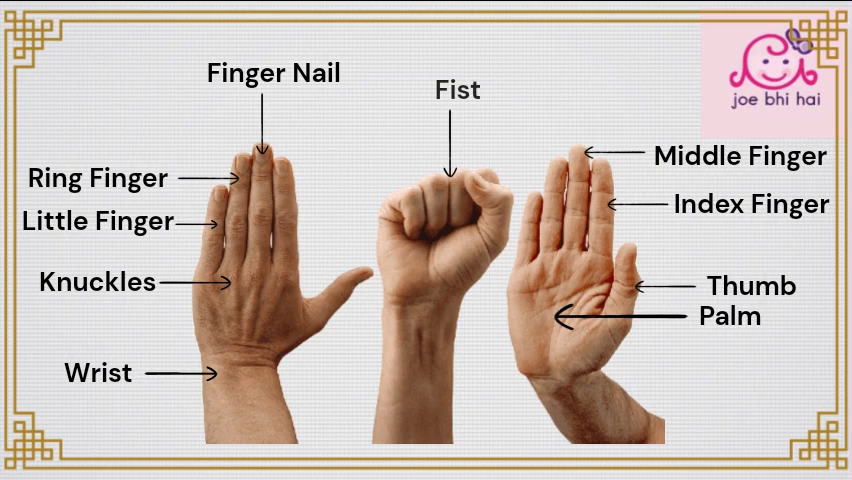 Finger Nail
Fist
joe bhi hai
Ring Finger
Little Finger
Knuckles
Wrist
Middle Finger
Index Finger
Thumb
Palm